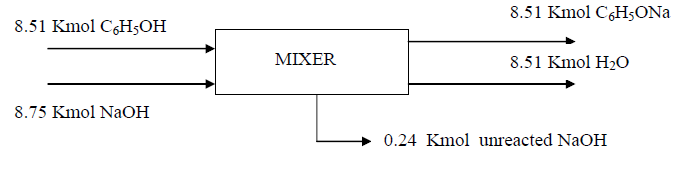 8.51 Kmol C₆H₅OH
8.51 Kmol C₆H₅ONa
MIXER
8.51 Kmol H₂O
8.75 Kmol NaOH
0.24 Kmol unreacted NaOH